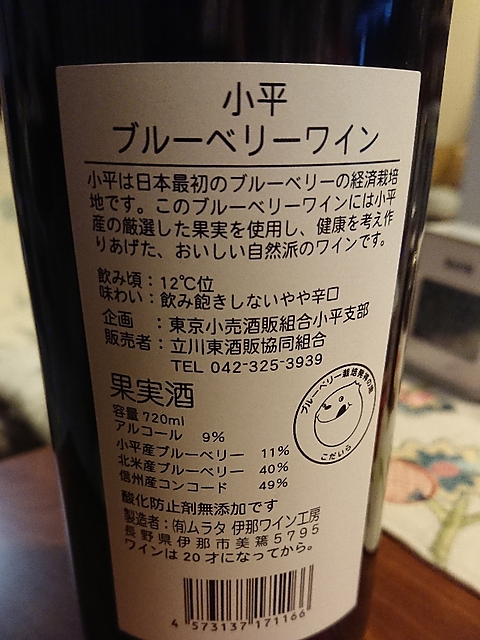 小平
ブルーベリーワイン
小平は日本最初のブルーベリーの経済栽培
地です。このブルーベリーワインには小平
産の厳選した果実を使用し、健康を考え作
りあげた、おいしい自然派のワインです。
飲み頃：12℃位
味わい：飲み飽きしないやや辛口
企画　：東京小売酒販組合小平支部
販売者：立川東酒販協同組合
TEL 042-325-3939
果実酒
容量 720ml
アルコール　9%
小平産ブルーベリー　11%
北米産ブルーベリー　40%
信州産コンコード　49%
ブルーベリー栽培発祥の地
こだいら
酸化防止剤無添加です
製造者：㈲ムラタ 伊那ワイン工房
長野県伊那市美篶5795
ワインは20才になってから。
4 573137 171166